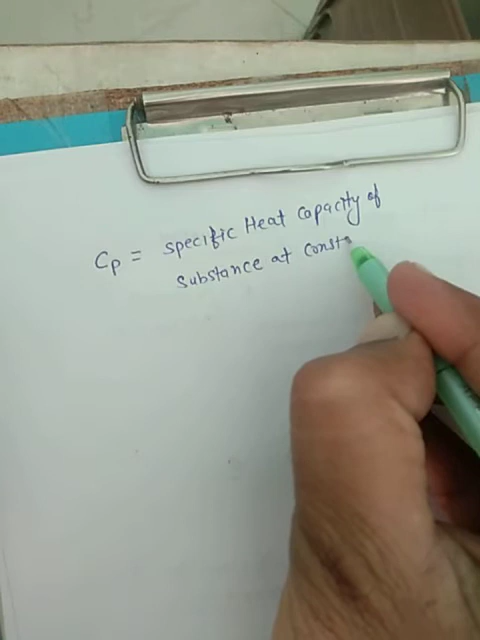 Cp = specific Heat capacity of
substance at const